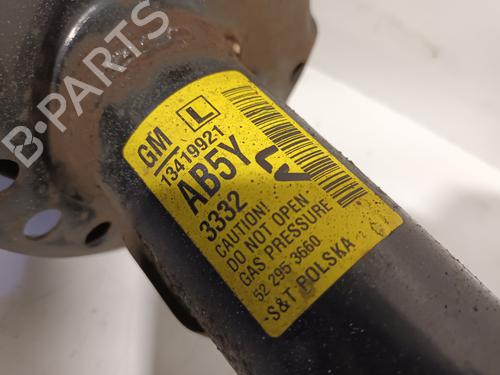 GM L
13419921
AB5Y
3332
CAUTION!
DO NOT OPEN
GAS PRESSURE
52 295 3660
-S&T POLSKA
B-PARTS